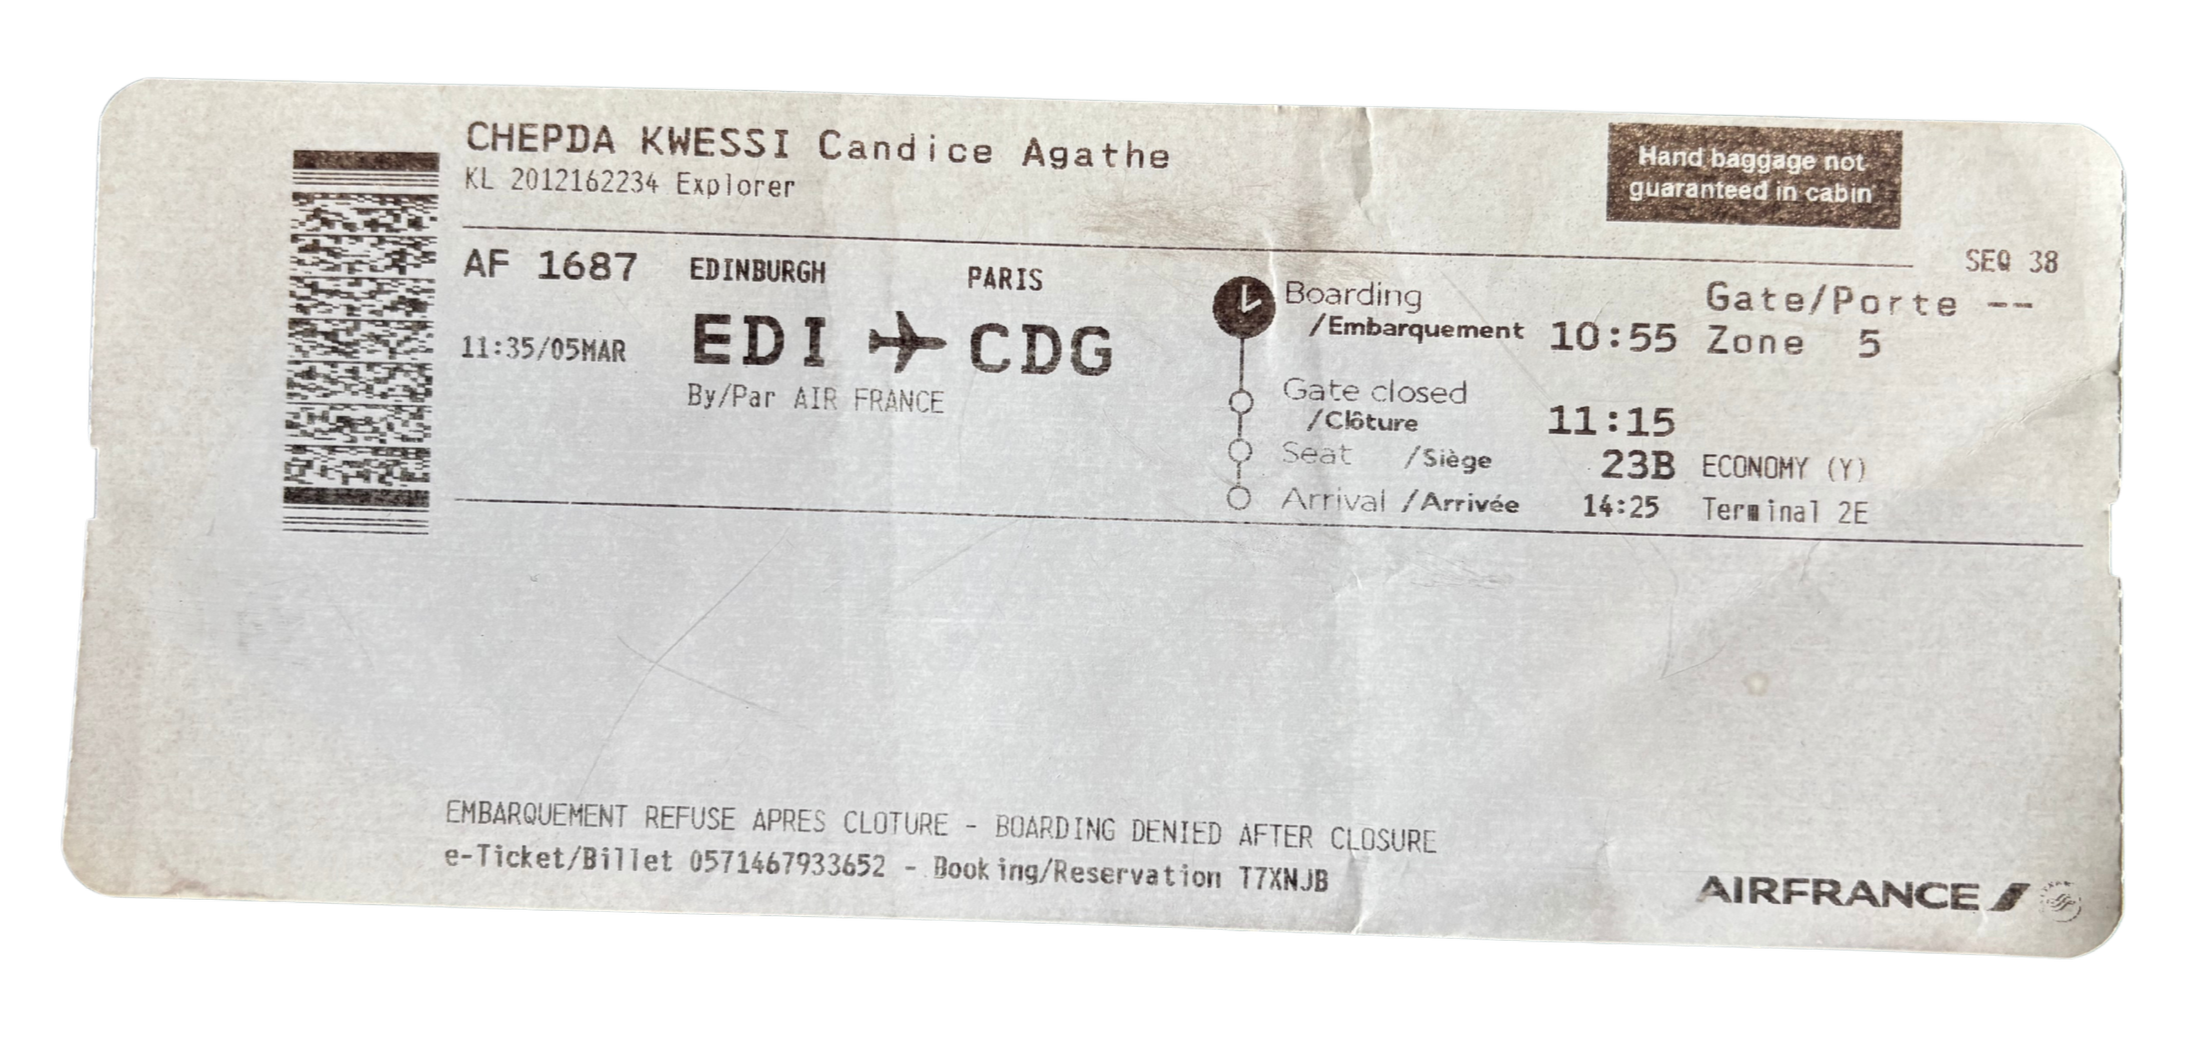 CHEPDA KWESSI Candice Agathe
KL 2012162234 Explorer
Hand baggage not
guaranteed in cabin
SEQ 38
AF 1687 EDINBURGH PARIS
11:35/05MAR EDI CDG
By/Par AIR FRANCE
Boarding
/Embarquement 10:55
Gate/Porte --
Zone 5
Gate closed
/Clôture 11:15
Seat /Siège 23B ECONOMY (Y)
Arrival /Arrivée 14:25 Terminal 2E
EMBARQUEMENT REFUSE APRES CLOTURE - BOARDING DENIED AFTER CLOSURE
e-Ticket/Billet 0571467933652 - Booking/Reservation T7XNJB
AIRFRANCE